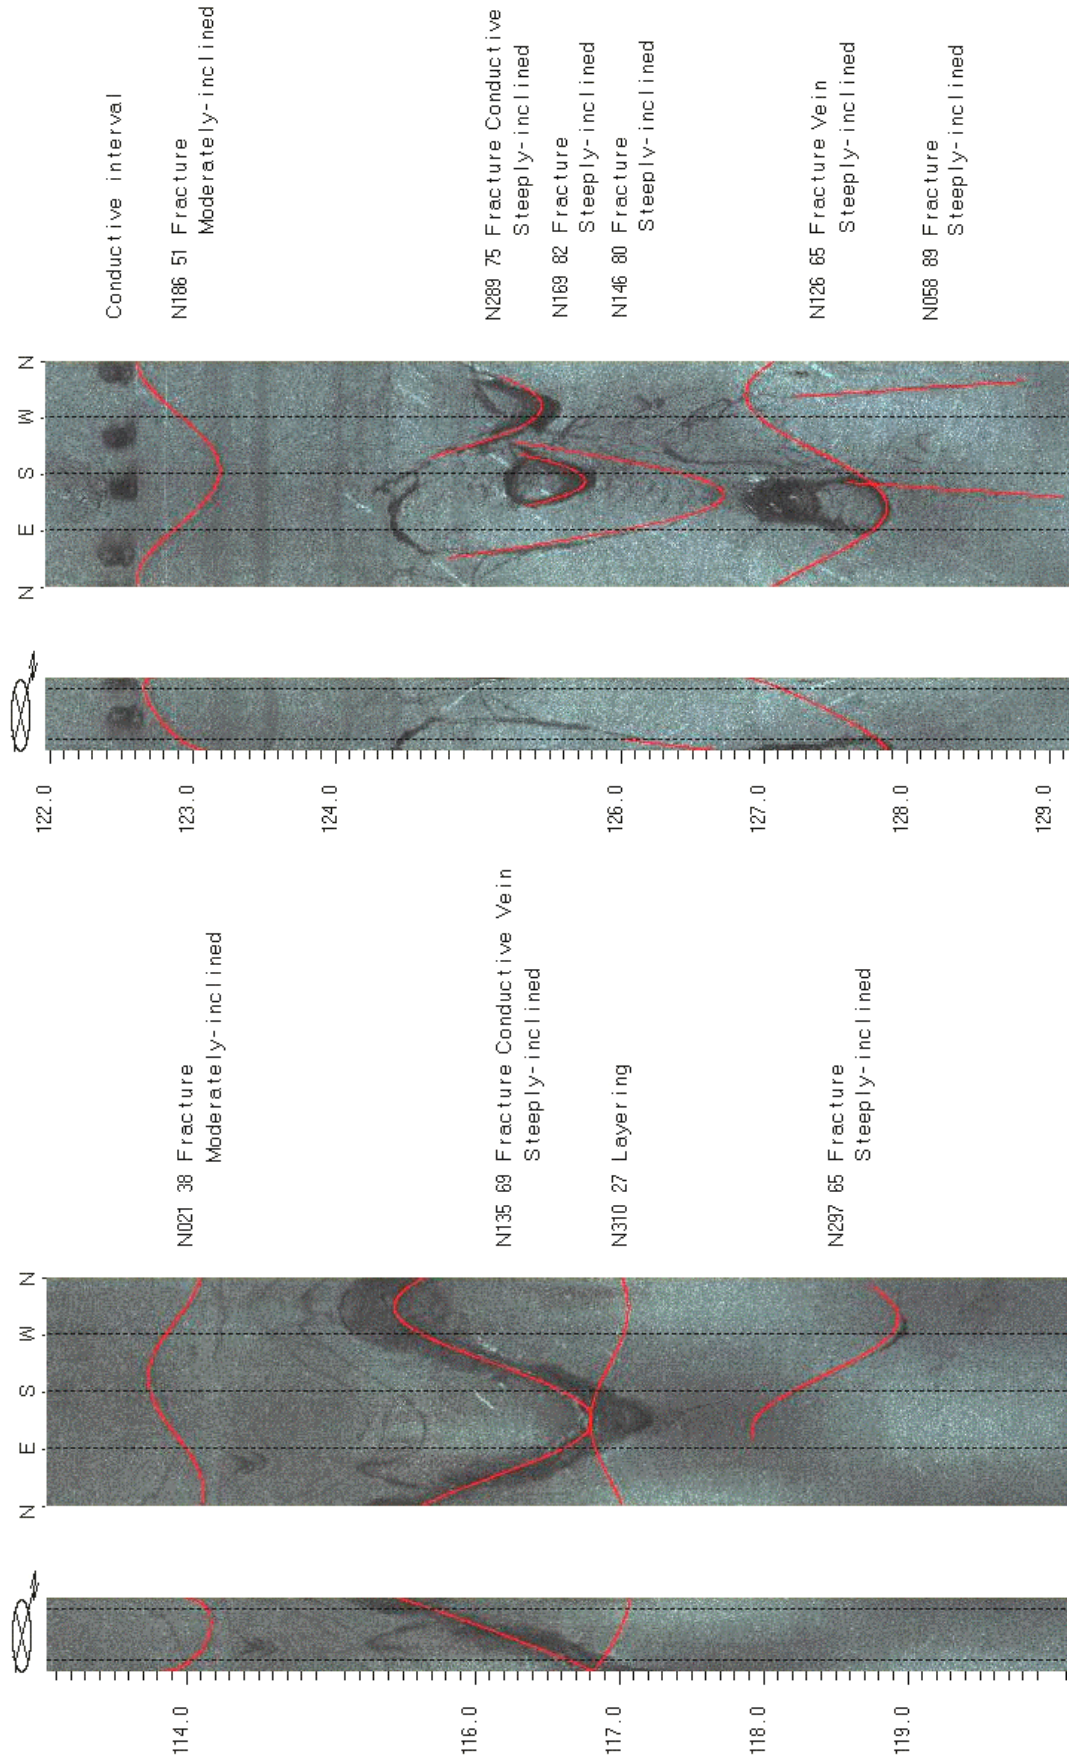 122.0
123.0
124.0
126.0
127.0
128.0
129.0
N E S W N
Conductive interval
N186 51 Fracture
Moderately-inclined
N289 75 Fracture Conductive
Steeply-inclined
N169 82 Fracture
Steeply-inclined
N146 80 Fracture
Steeply-inclined
N126 65 Fracture Vein
Steeply-inclined
N058 89 Fracture
Steeply-inclined
114.0
116.0
117.0
118.0
119.0
N E S W N
N021 38 Fracture
Moderately-inclined
N135 69 Fracture Conductive Vein
Steeply-inclined
N310 27 Layering
N297 65 Fracture
Steeply-inclined